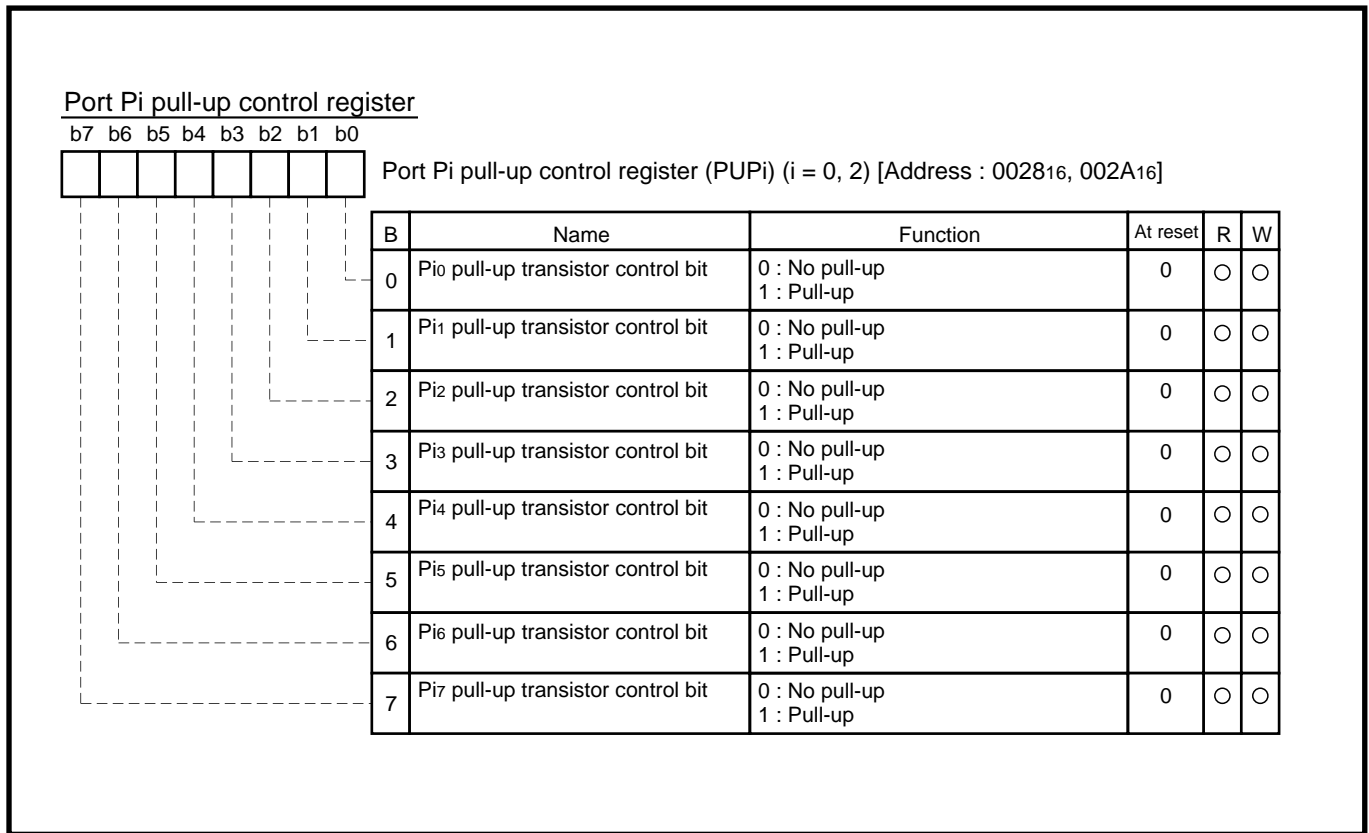 Port Pi pull-up control register
b7 b6 b5 b4 b3 b2 b1 b0
Port Pi pull-up control register (PUPi) (i = 0, 2) [Address : 002816, 002A16]
B Name Function At reset R W
0 Pi0 pull-up transistor control bit 0 : No pull-up 0 ○ ○
1 : Pull-up
1 Pi1 pull-up transistor control bit 0 : No pull-up 0 ○ ○
1 : Pull-up
2 Pi2 pull-up transistor control bit 0 : No pull-up 0 ○ ○
1 : Pull-up
3 Pi3 pull-up transistor control bit 0 : No pull-up 0 ○ ○
1 : Pull-up
4 Pi4 pull-up transistor control bit 0 : No pull-up 0 ○ ○
1 : Pull-up
5 Pi5 pull-up transistor control bit 0 : No pull-up 0 ○ ○
1 : Pull-up
6 Pi6 pull-up transistor control bit 0 : No pull-up 0 ○ ○
1 : Pull-up
7 Pi7 pull-up transistor control bit 0 : No pull-up 0 ○ ○
1 : Pull-up